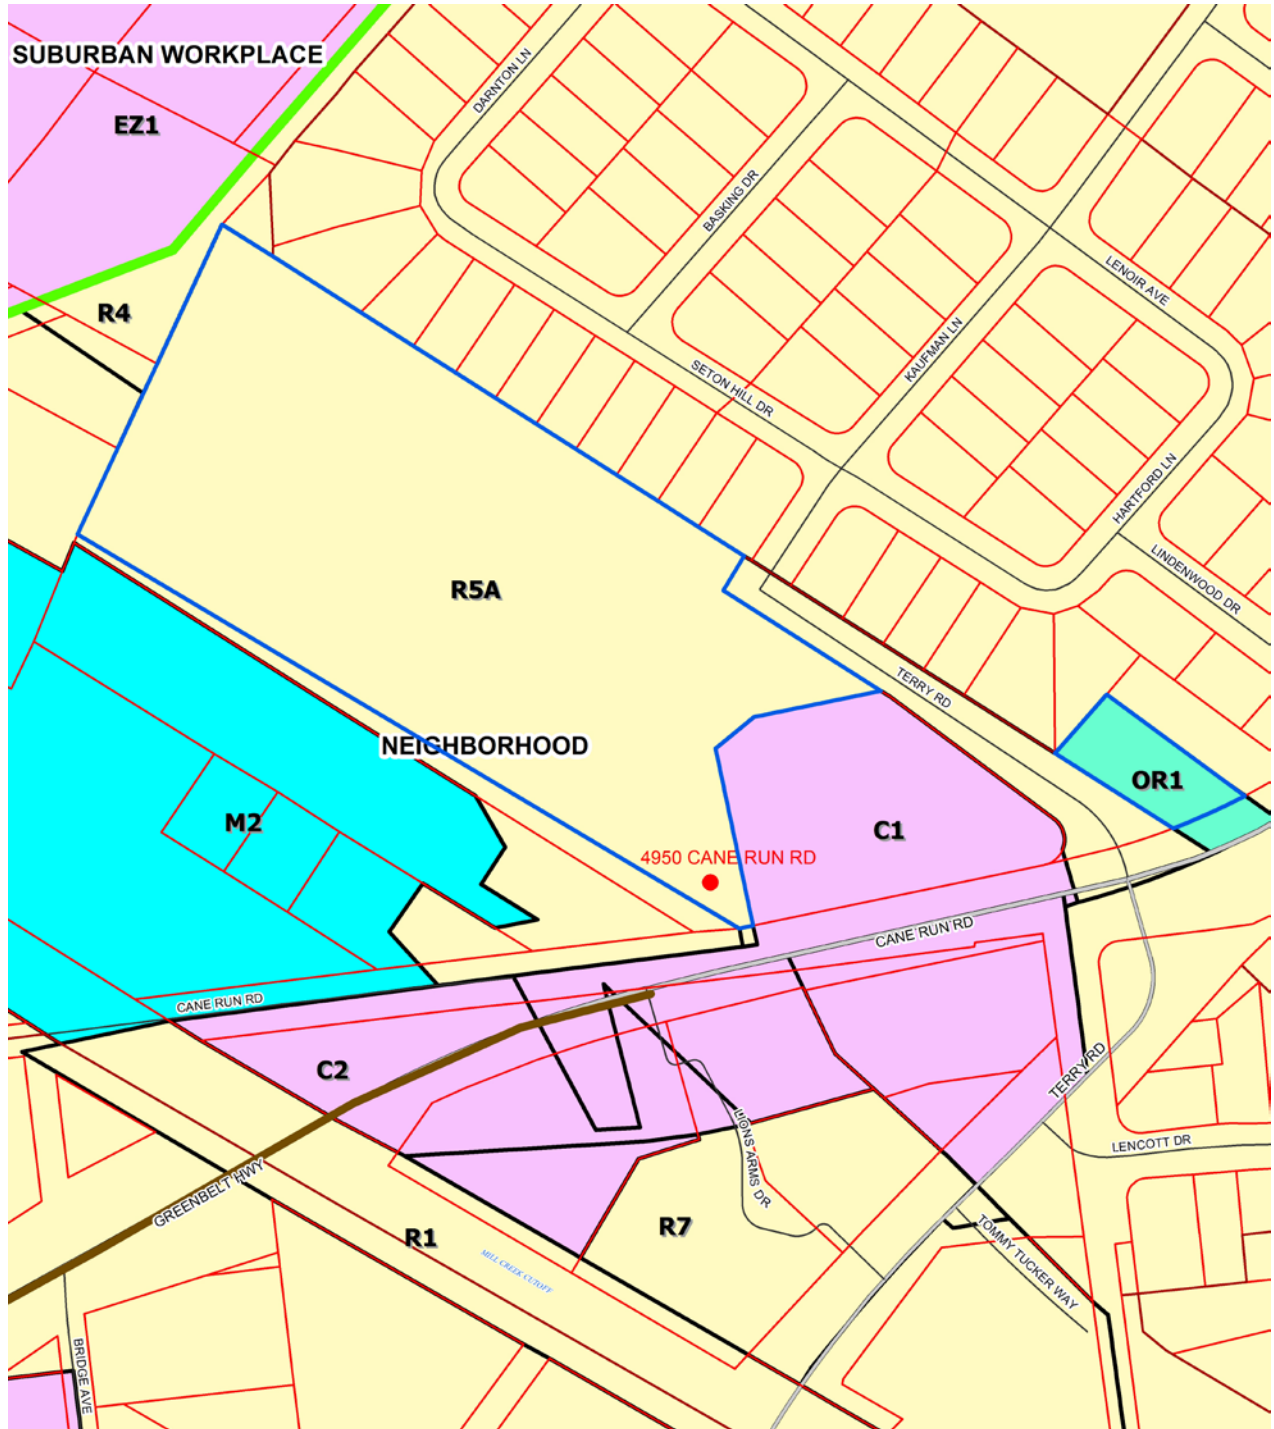 SUBURBAN WORKPLACE
DARNTON LN
EZ1
BASKING DR
LENOIR AVE
R4
KAUFMAN LN
SETON HILL DR
HARTFORD LN
LINDENWOOD DR
R5A
TERRY RD
NEIGHBORHOOD
OR1
M2
C1
4950 CANE RUN RD
CANE RUN RD
CANE RUN RD
C2
TERRY RD
LIONS ARMS DR
LENCOTT DR
GREENBELT HWY
R1
R7
MILL CREEK CUTOFF
TOMMY TUCKER WAY
BRIDGE AVE